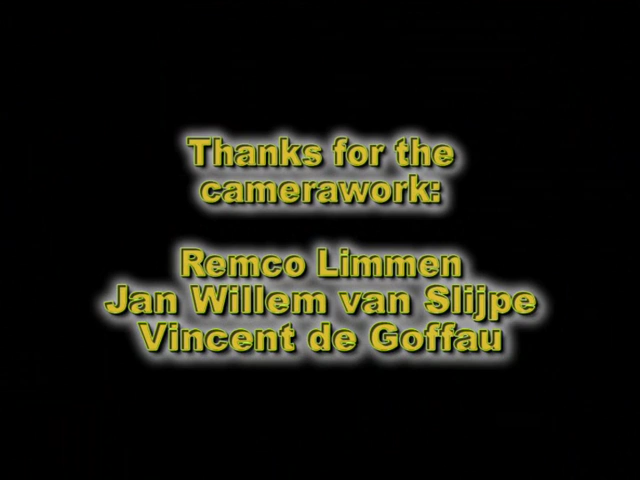 Thanks for the
camerawork:
Remco Limmen
Jan Willem van Slijpe
Vincent de Goffau